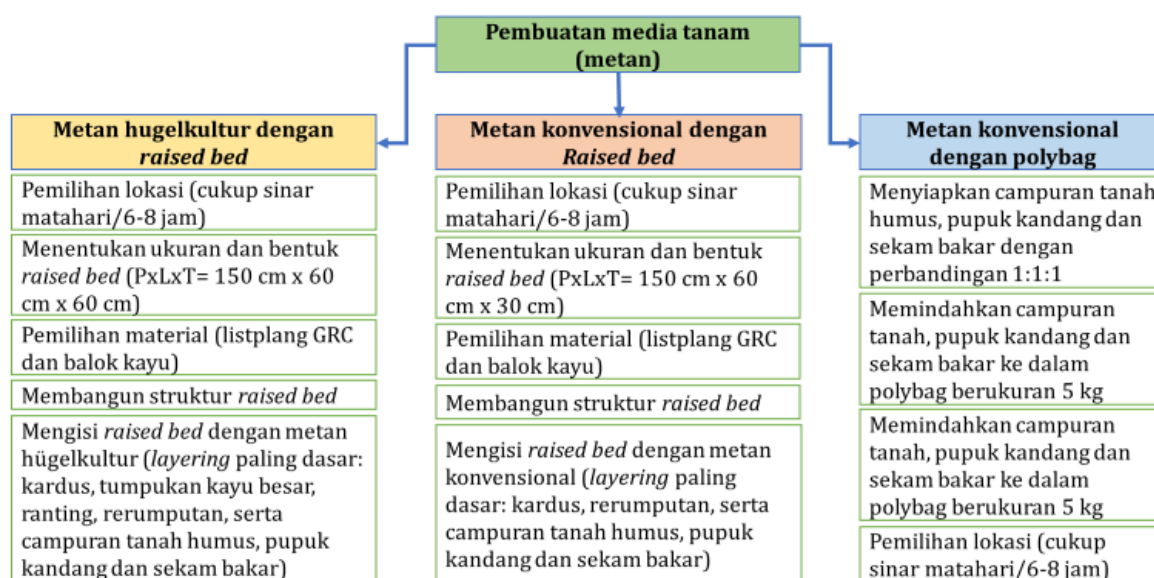 Pembuatan media tanam
(metan)
Metan hugelkultur dengan
raised bed
Pemilihan lokasi (cukup sinar
matahari/6-8 jam)
Menentukan ukuran dan bentuk
raised bed (PxLxT= 150 cm x 60
cm x 60 cm)
Pemilihan material (listplang GRC
dan balok kayu)
Membangun struktur raised bed
Mengisi raised bed dengan metan
hügelkultur (layering paling dasar:
kardus, tumpukan kayu besar,
ranting, rerumputan, serta
campuran tanah humus, pupuk
kandang dan sekam bakar)
Metan konvensional dengan
Raised bed
Pemilihan lokasi (cukup sinar
matahari/6-8 jam)
Menentukan ukuran dan bentuk
raised bed (PxLxT= 150 cm x 60
cm x 30 cm)
Pemilihan material (listplang GRC
dan balok kayu)
Membangun struktur raised bed
Mengisi raised bed dengan metan
konvensional (layering paling
dasar: kardus, rerumputan, serta
campuran tanah humus, pupuk
kandang dan sekam bakar)
Metan konvensional
dengan polybag
Menyiapkan campuran tanah
humus, pupuk kandang dan
sekam bakar dengan
perbandingan 1:1:1
Memindahkan campuran
tanah, pupuk kandang dan
sekam bakar ke dalam
polybag berukuran 5 kg
Memindahkan campuran
tanah, pupuk kandang dan
sekam bakar ke dalam
polybag berukuran 5 kg
Pemilihan lokasi (cukup
sinar matahari/6-8 jam)